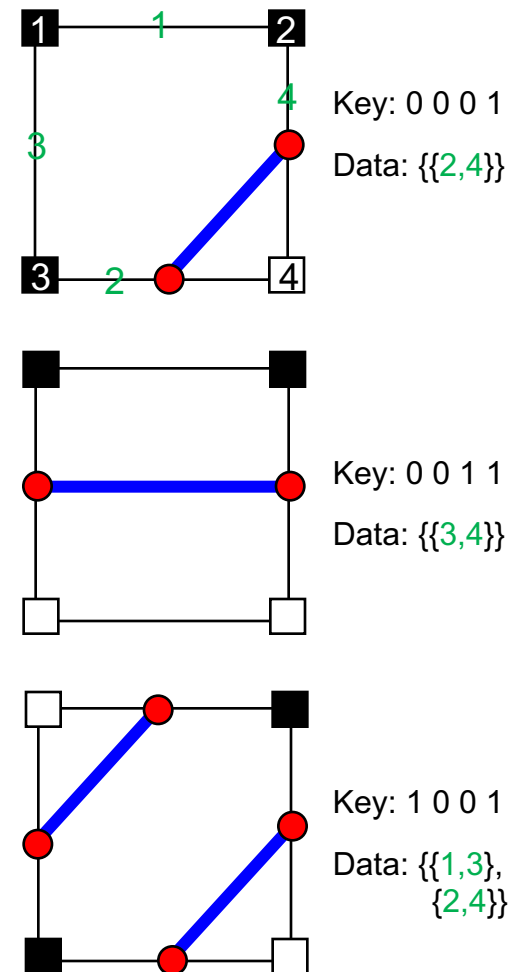 1 1 2
4
Key: 0 0 0 1
3
Data: {{2,4}}
3 2 4
Key: 0 0 1 1
Data: {{3,4}}
Key: 1 0 0 1
Data: {{1,3},
{2,4}}